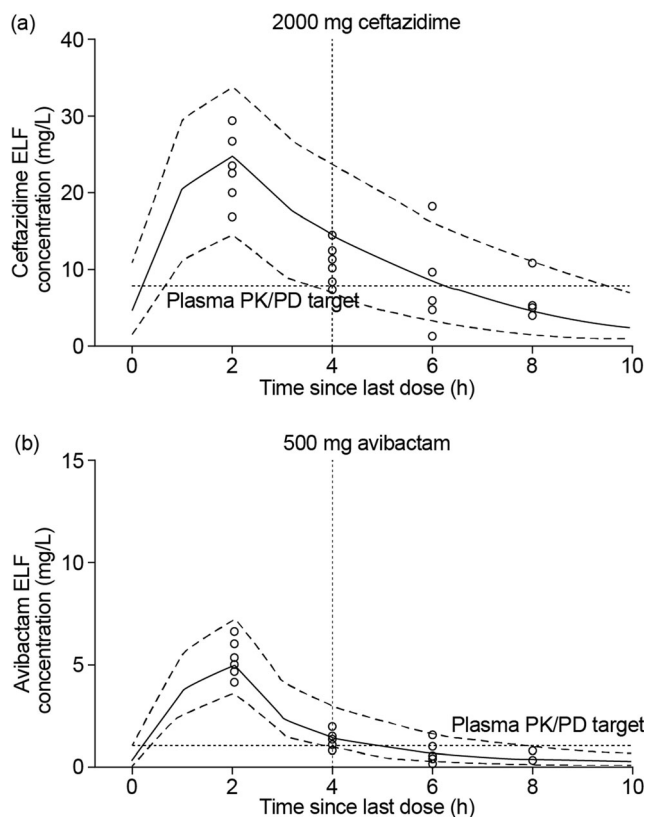 (a)
2000 mg ceftazidime
40
30
20
10
0
Ceftazidime ELF
concentration (mg/L)
Plasma PK/PD target
0 2 4 6 8 10
Time since last dose (h)
(b)
500 mg avibactam
15
10
5
0
Avibactam ELF
concentration (mg/L)
Plasma PK/PD target
0 2 4 6 8 10
Time since last dose (h)